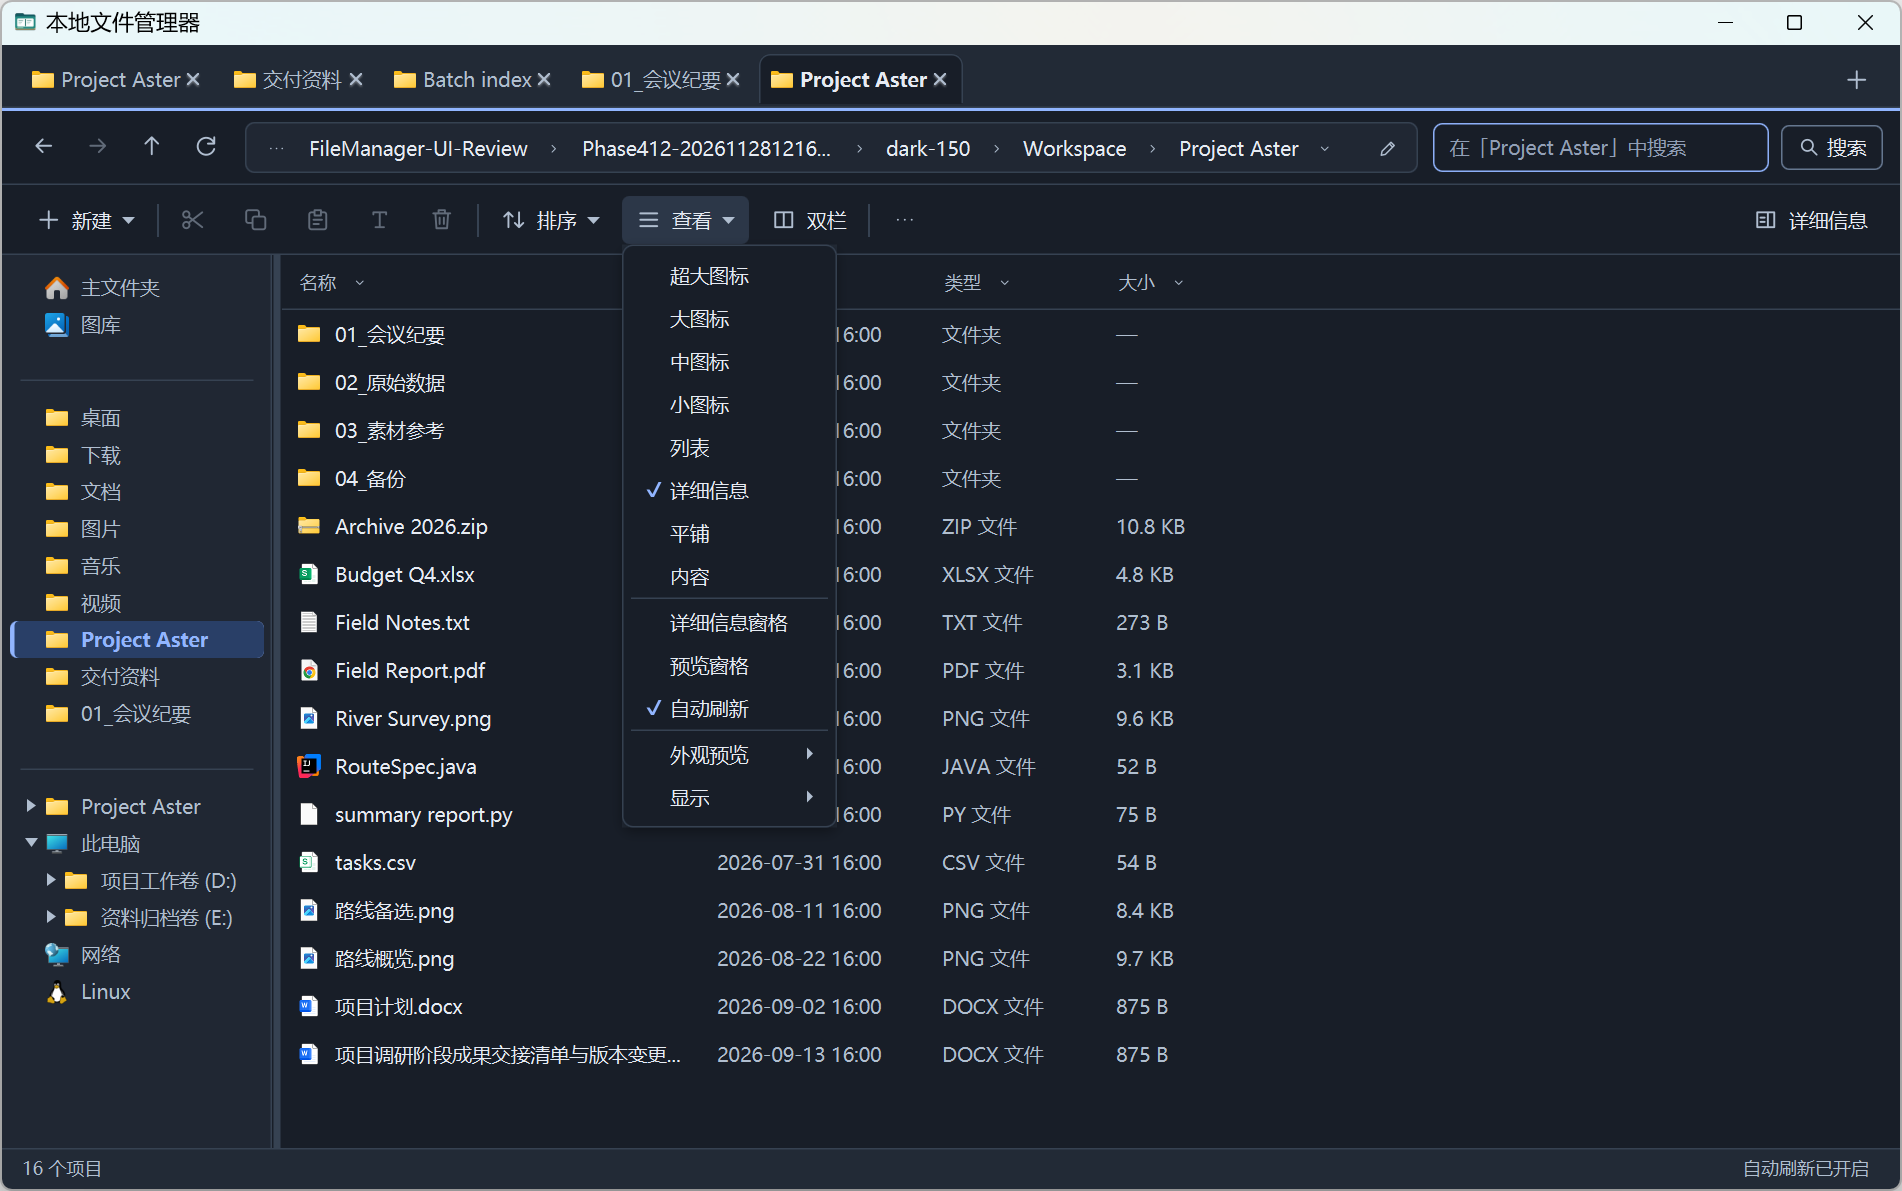 本地文件管理器
Project Aster 交付资料 Batch index 01_会议纪要 Project Aster
FileManager-UI-Review Phase412-202611281216... dark-150 Workspace Project Aster 在「Project Aster」中搜索 搜索
新建 排序 查看 双栏 ... 详细信息
主文件夹
图库
桌面
下载
文档
图片
音乐
视频
Project Aster
交付资料
01_会议纪要
Project Aster
此电脑
项目工作卷 (D:)
资料归档卷 (E:)
网络
Linux
名称 类型 大小
01_会议纪要 16:00 文件夹 —
02_原始数据 16:00 文件夹 —
03_素材参考 16:00 文件夹 —
04_备份 16:00 文件夹 —
Archive 2026.zip 16:00 ZIP 文件 10.8 KB
Budget Q4.xlsx 16:00 XLSX 文件 4.8 KB
Field Notes.txt 16:00 TXT 文件 273 B
Field Report.pdf 16:00 PDF 文件 3.1 KB
River Survey.png 16:00 PNG 文件 9.6 KB
RouteSpec.java 16:00 JAVA 文件 52 B
summary report.py 16:00 PY 文件 75 B
tasks.csv 2026-07-31 16:00 CSV 文件 54 B
路线备选.png 2026-08-11 16:00 PNG 文件 8.4 KB
路线概览.png 2026-08-22 16:00 PNG 文件 9.7 KB
项目计划.docx 2026-09-02 16:00 DOCX 文件 875 B
项目调研阶段成果交接清单与版本变更... 2026-09-13 16:00 DOCX 文件 875 B
超大图标
大图标
中图标
小图标
列表
详细信息
平铺
内容
详细信息窗格
预览窗格
自动刷新
外观预览
显示
16 个项目 自动刷新已开启